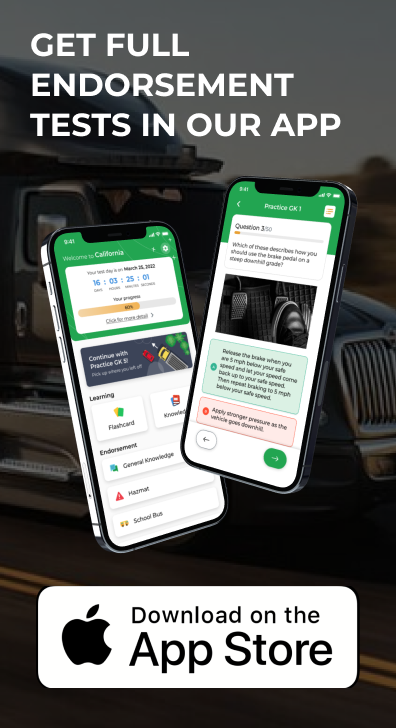 GET FULL
ENDORSEMENT
TESTS IN OUR APP
9:41
Welcome to California
Your test day is on March 25, 2022
16 : 03 : 25 : 01
DAYS HOURS MINUTES SECONDS
Your progress
60%
Click for more detail
Continue with
Practice GK 5!
Pick up where you left off
Learning
Flashcard
Knowled
Endorsement
General Knowledge
Hazmat
School Bus
9:41
Practice GK 1
Question 3/50
Which of these describes how you
should use the brake pedal on a
steep downhill grade?
Release the brake when you
are 5 mph below your safe
speed and let your speed come
back up to your safe speed.
Then repeat braking to 5 mph
below your safe speed.
Apply stronger pressure as the
vehicle goes downhill.
Download on the
App Store